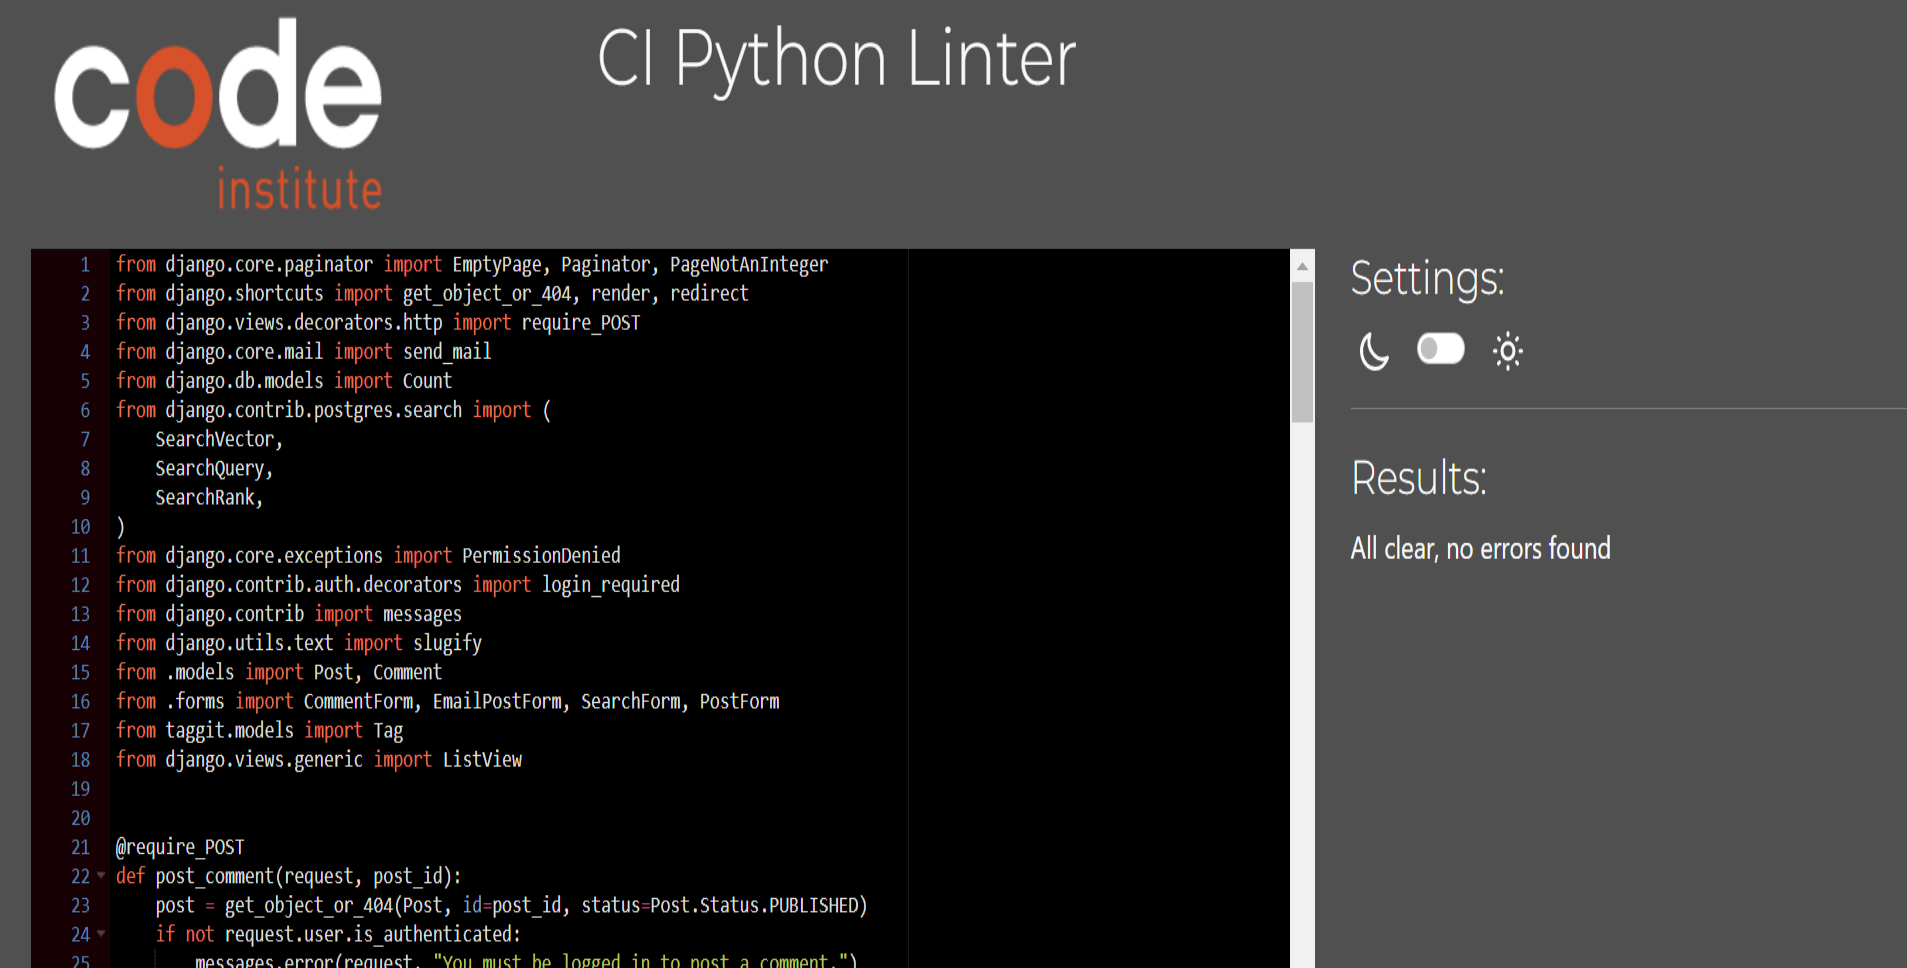 code
institute
CI Python Linter
1 from django.core.paginator import EmptyPage, Paginator, PageNotAnInteger
2 from django.shortcuts import get_object_or_404, render, redirect
3 from django.views.decorators.http import require_POST
4 from django.core.mail import send_mail
5 from django.db.models import Count
6 from django.contrib.postgres.search import (
7     SearchVector,
8     SearchQuery,
9     SearchRank,
10 )
11 from django.core.exceptions import PermissionDenied
12 from django.contrib.auth.decorators import login_required
13 from django.contrib import messages
14 from django.utils.text import slugify
15 from .models import Post, Comment
16 from .forms import CommentForm, EmailPostForm, SearchForm, PostForm
17 from taggit.models import Tag
18 from django.views.generic import ListView
19
20
21 @require_POST
22 def post_comment(request, post_id):
23     post = get_object_or_404(Post, id=post_id, status=Post.Status.PUBLISHED)
24     if not request.user.is_authenticated:
25         messages.error(request, "You must be logged in to post a comment.")
Settings:
Results:
All clear, no errors found